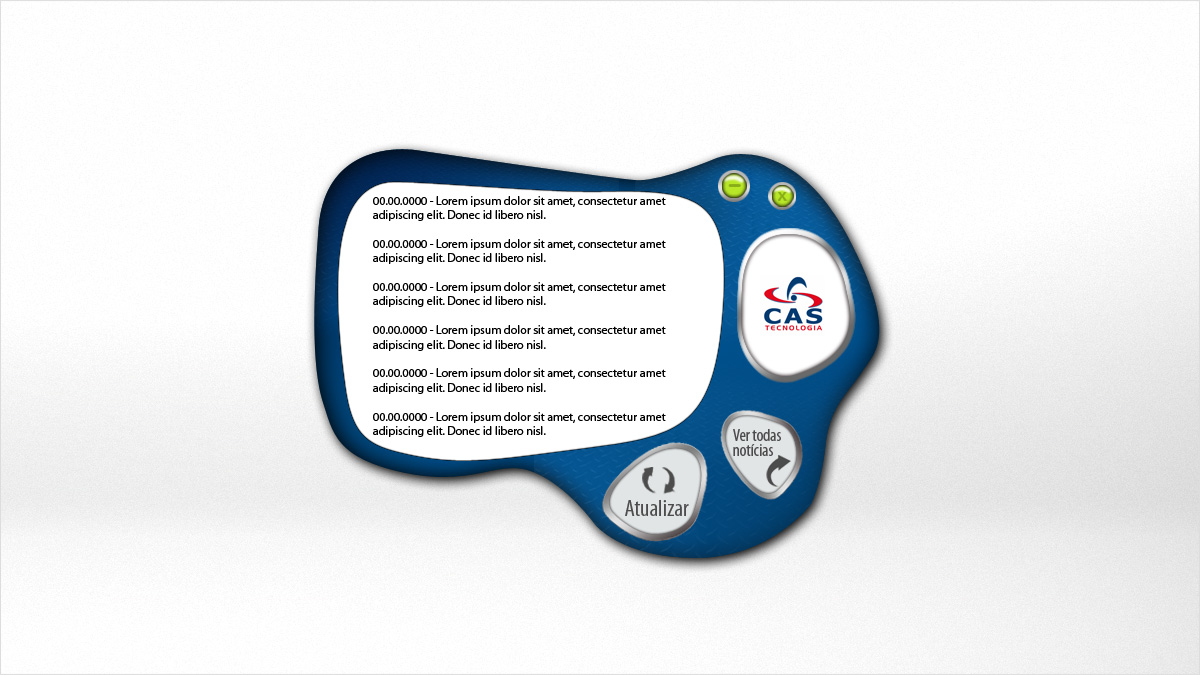 00.00.0000 - Lorem ipsum dolor sit amet, consectetur amet
adipiscing elit. Donec id libero nisl.
00.00.0000 - Lorem ipsum dolor sit amet, consectetur amet
adipiscing elit. Donec id libero nisl.
00.00.0000 - Lorem ipsum dolor sit amet, consectetur amet
adipiscing elit. Donec id libero nisl.
00.00.0000 - Lorem ipsum dolor sit amet, consectetur amet
adipiscing elit. Donec id libero nisl.
00.00.0000 - Lorem ipsum dolor sit amet, consectetur amet
adipiscing elit. Donec id libero nisl.
00.00.0000 - Lorem ipsum dolor sit amet, consectetur amet
adipiscing elit. Donec id libero nisl.
CAS
TECNOLOGIA
Ver todas
notícias
Atualizar